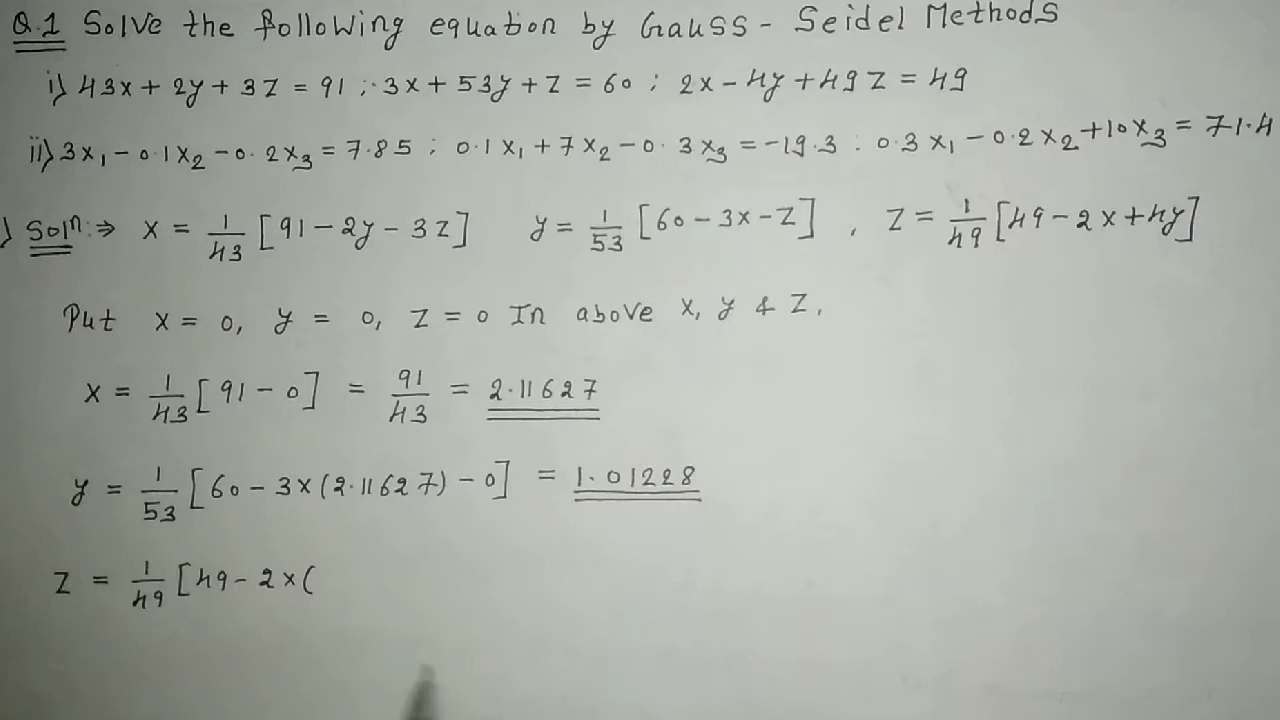 Q.1 Solve the following equation by Gauss - Seidel Methods
i) 43x + 2y + 3z = 91 ; 3x + 53y + z = 60 ; 2x - 4y + 49z = 49
ii) 3x₁ - 0.1x₂ - 0.2x₃ = 7.85 ; 0.1x₁ + 7x₂ - 0.3x₃ = -19.3 : 0.3x₁ - 0.2x₂ + 10x₃ = 71.4
) Solⁿ :⇒ x = 1/43 [91 - 2y - 3z] y = 1/53 [60 - 3x - z] , z = 1/49 [49 - 2x + 4y]
Put x = 0, y = 0, z = 0 In above x, y & z.
x = 1/43 [91 - 0] = 91/43 = 2.11627
y = 1/53 [60 - 3×(2.11627) - 0] = 1.01228
z = 1/49 [49 - 2×(